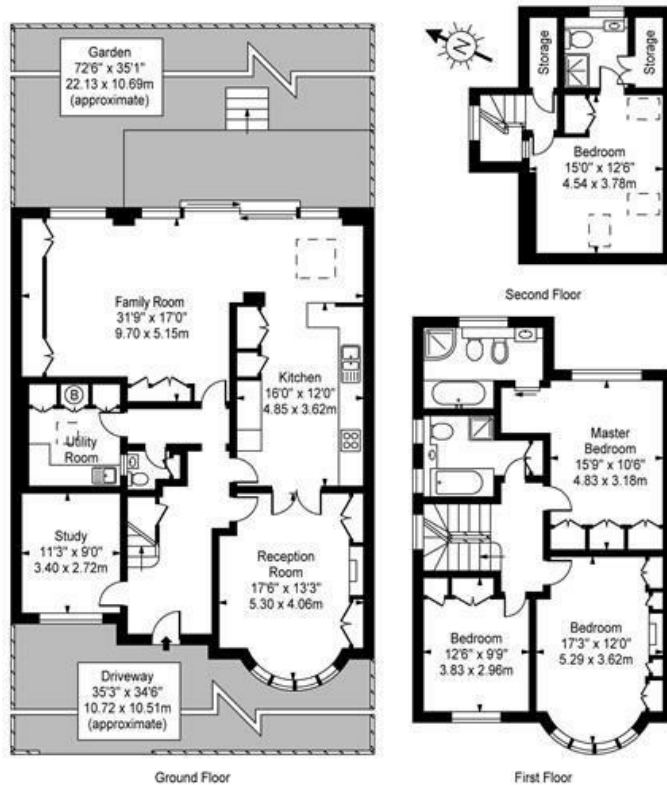 Garden
72'6" x 35'1"
22.13 x 10.69m
(approximate)
Family Room
31'9" x 17'0"
9.70 x 5.15m
Kitchen
16'0" x 12'0"
4.85 x 3.62m
B
Utility
Room
Study
11'3" x 9'0"
3.40 x 2.72m
Reception
Room
17'6" x 13'3"
5.30 x 4.06m
Driveway
35'3" x 34'6"
10.72 x 10.51m
(approximate)
Ground Floor
N
Storage
Storage
Bedroom
15'0" x 12'6"
4.54 x 3.78m
Second Floor
Master
Bedroom
15'9" x 10'6"
4.83 x 3.18m
Bedroom
12'6" x 9'9"
3.83 x 2.96m
Bedroom
17'3" x 12'0"
5.29 x 3.62m
First Floor